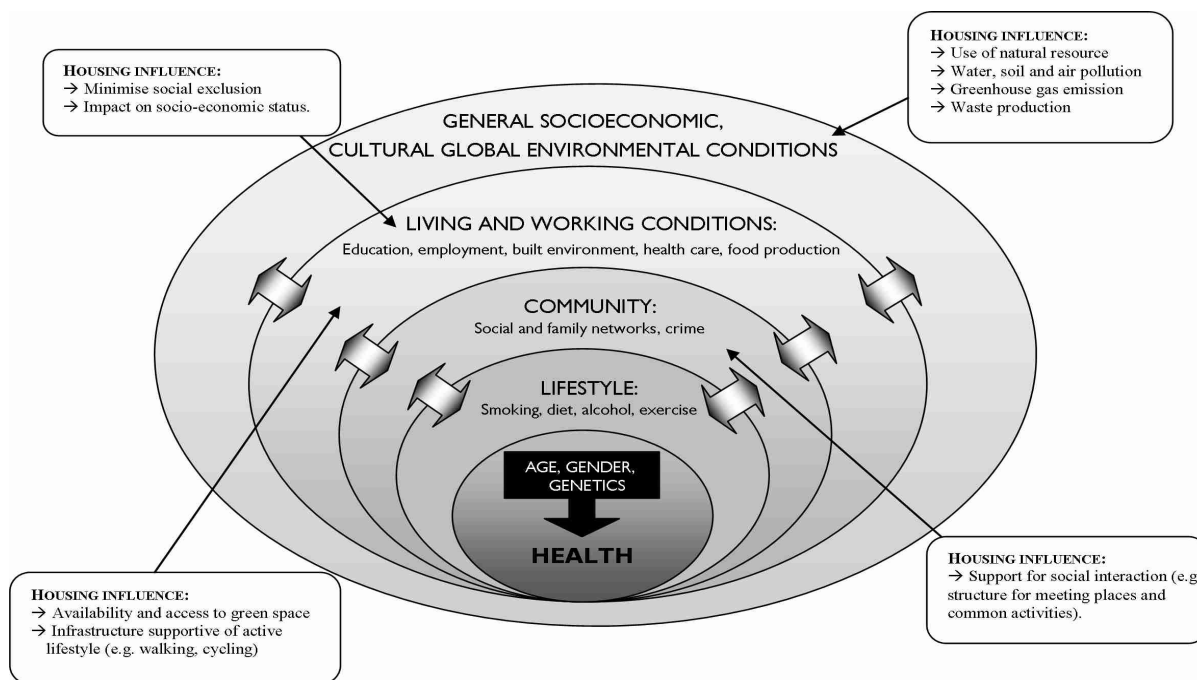 HOUSING INFLUENCE:
→ Minimise social exclusion
→ Impact on socio-economic status.
HOUSING INFLUENCE:
→ Use of natural resource
→ Water, soil and air pollution
→ Greenhouse gas emission
→ Waste production
GENERAL SOCIOECONOMIC,
CULTURAL GLOBAL ENVIRONMENTAL CONDITIONS
LIVING AND WORKING CONDITIONS:
Education, employment, built environment, health care, food production
COMMUNITY:
Social and family networks, crime
LIFESTYLE:
Smoking, diet, alcohol, exercise
AGE, GENDER,
GENETICS
HEALTH
HOUSING INFLUENCE:
→ Availability and access to green space
→ Infrastructure supportive of active
lifestyle (e.g. walking, cycling)
HOUSING INFLUENCE:
→ Support for social interaction (e.g
structure for meeting places and
common activities).